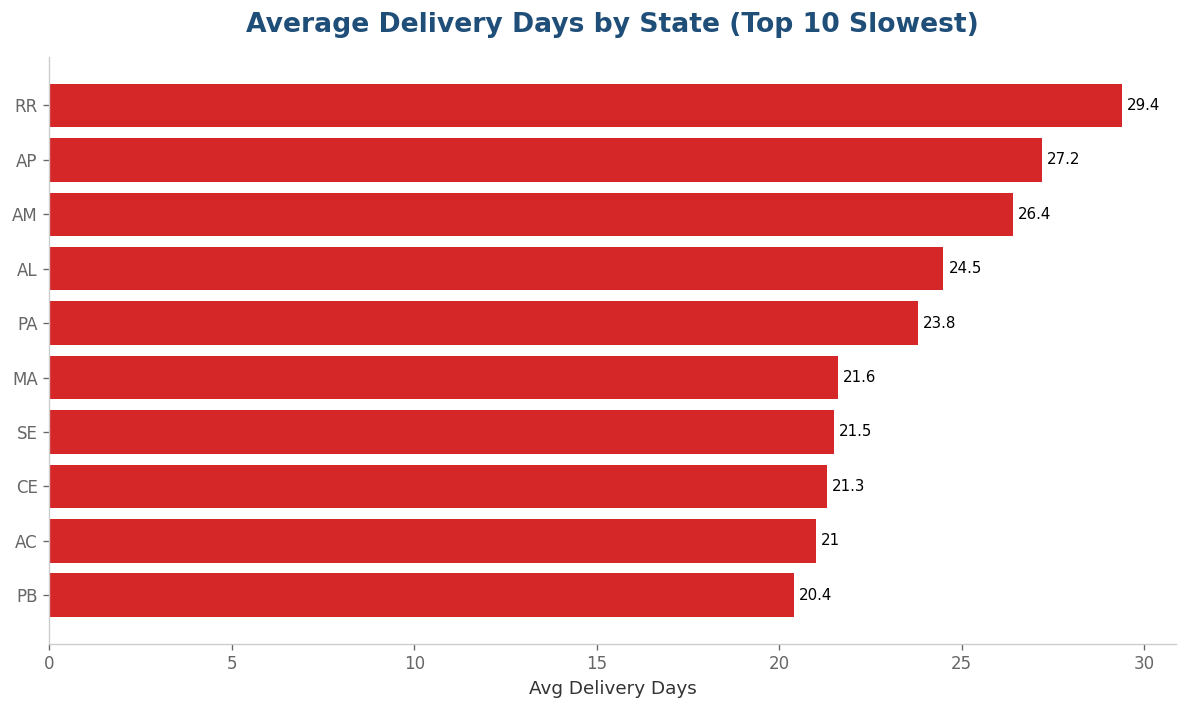 Average Delivery Days by State (Top 10 Slowest)
RR 29.4
AP 27.2
AM 26.4
AL 24.5
PA 23.8
MA 21.6
SE 21.5
CE 21.3
AC 21
PB 20.4
0 5 10 15 20 25 30
Avg Delivery Days